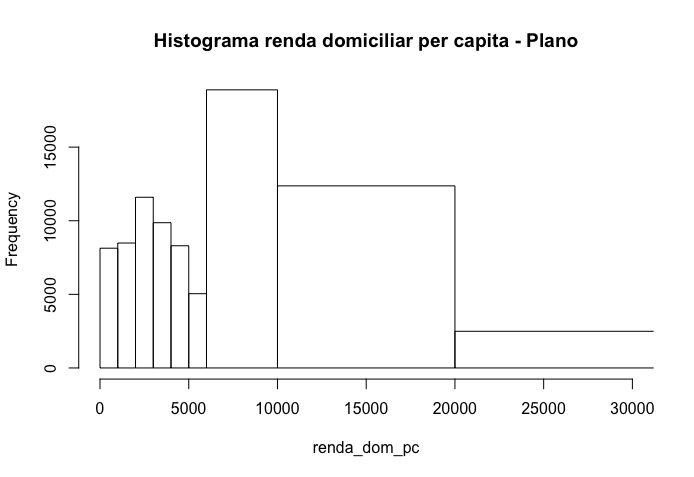 Histograma renda domiciliar per capita - Plano
Frequency
15000
10000
5000
0
0 5000 10000 15000 20000 25000 30000
renda_dom_pc